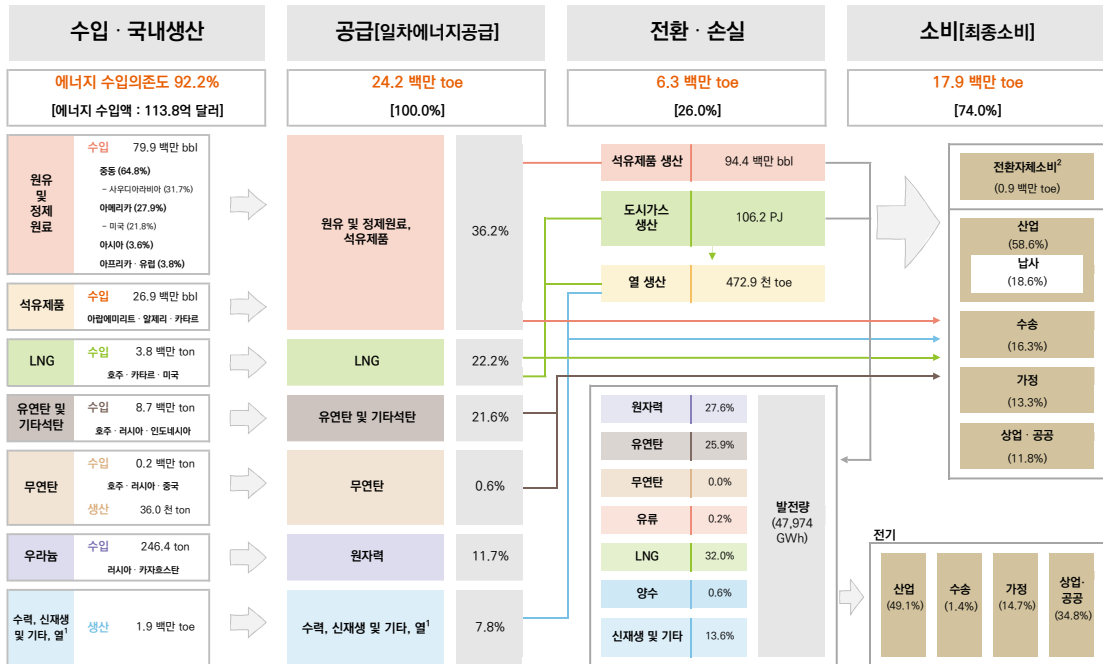 수입 · 국내생산
에너지 수입의존도 92.2%
[에너지 수입액 : 113.8억 달러]
원유
및
정제
원료
수입 79.9 백만 bbl
중동 (64.8%)
- 사우디아라비아 (31.7%)
아메리카 (27.9%)
- 미국 (21.8%)
아시아 (3.6%)
아프리카 · 유럽 (3.8%)
석유제품
수입 26.9 백만 bbl
아랍에미리트 · 알제리 · 카타르
LNG
수입 3.8 백만 ton
호주 · 카타르 · 미국
유연탄 및
기타석탄
수입 8.7 백만 ton
호주 · 러시아 · 인도네시아
무연탄
수입 0.2 백만 ton
호주 · 러시아 · 중국
생산 36.0 천 ton
우라늄
수입 246.4 ton
러시아 · 카자흐스탄
수력, 신재생
및 기타, 열1
생산 1.9 백만 toe
공급[일차에너지공급]
24.2 백만 toe
[100.0%]
원유 및 정제원료,
석유제품
36.2%
LNG
22.2%
유연탄 및 기타석탄
21.6%
무연탄
0.6%
원자력
11.7%
수력, 신재생 및 기타, 열1
7.8%
전환 · 손실
6.3 백만 toe
[26.0%]
석유제품 생산 94.4 백만 bbl
도시가스
생산
106.2 PJ
열 생산 472.9 천 toe
원자력 27.6%
유연탄 25.9%
무연탄 0.0%
유류 0.2%
LNG 32.0%
양수 0.6%
신재생 및 기타 13.6%
발전량
(47,974
GWh)
소비[최종소비]
17.9 백만 toe
[74.0%]
전환자체소비2
(0.9 백만 toe)
산업
(58.6%)
납사
(18.6%)
수송
(16.3%)
가정
(13.3%)
상업 · 공공
(11.8%)
전기
산업
(49.1%)
수송
(1.4%)
가정
(14.7%)
상업·
공공
(34.8%)